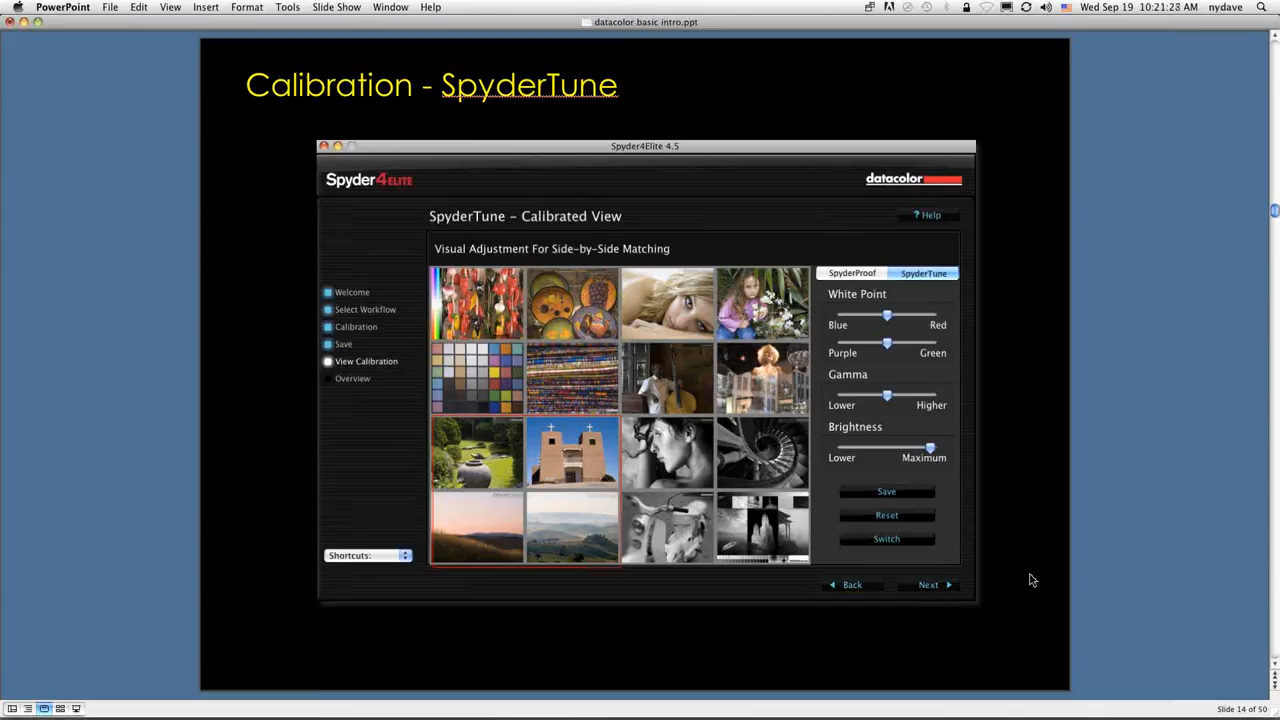 PowerPoint File Edit View Insert Format Tools Slide Show Window Help Wed Sep 19 10:21:23 AM nydave
datacolor basic intro.ppt
Calibration - SpyderTune
Spyder4Elite 4.5
Spyder4ELITE datacolor
SpyderTune - Calibrated View ? Help
Visual Adjustment For Side-by-Side Matching
SpyderProof SpyderTune
Welcome
Select Workflow
Calibration
Save
View Calibration
Overview
Shortcuts:
White Point
Blue Red
Purple Green
Gamma
Lower Higher
Brightness
Lower Maximum
Save
Reset
Switch
Back Next
Slide 14 of 50